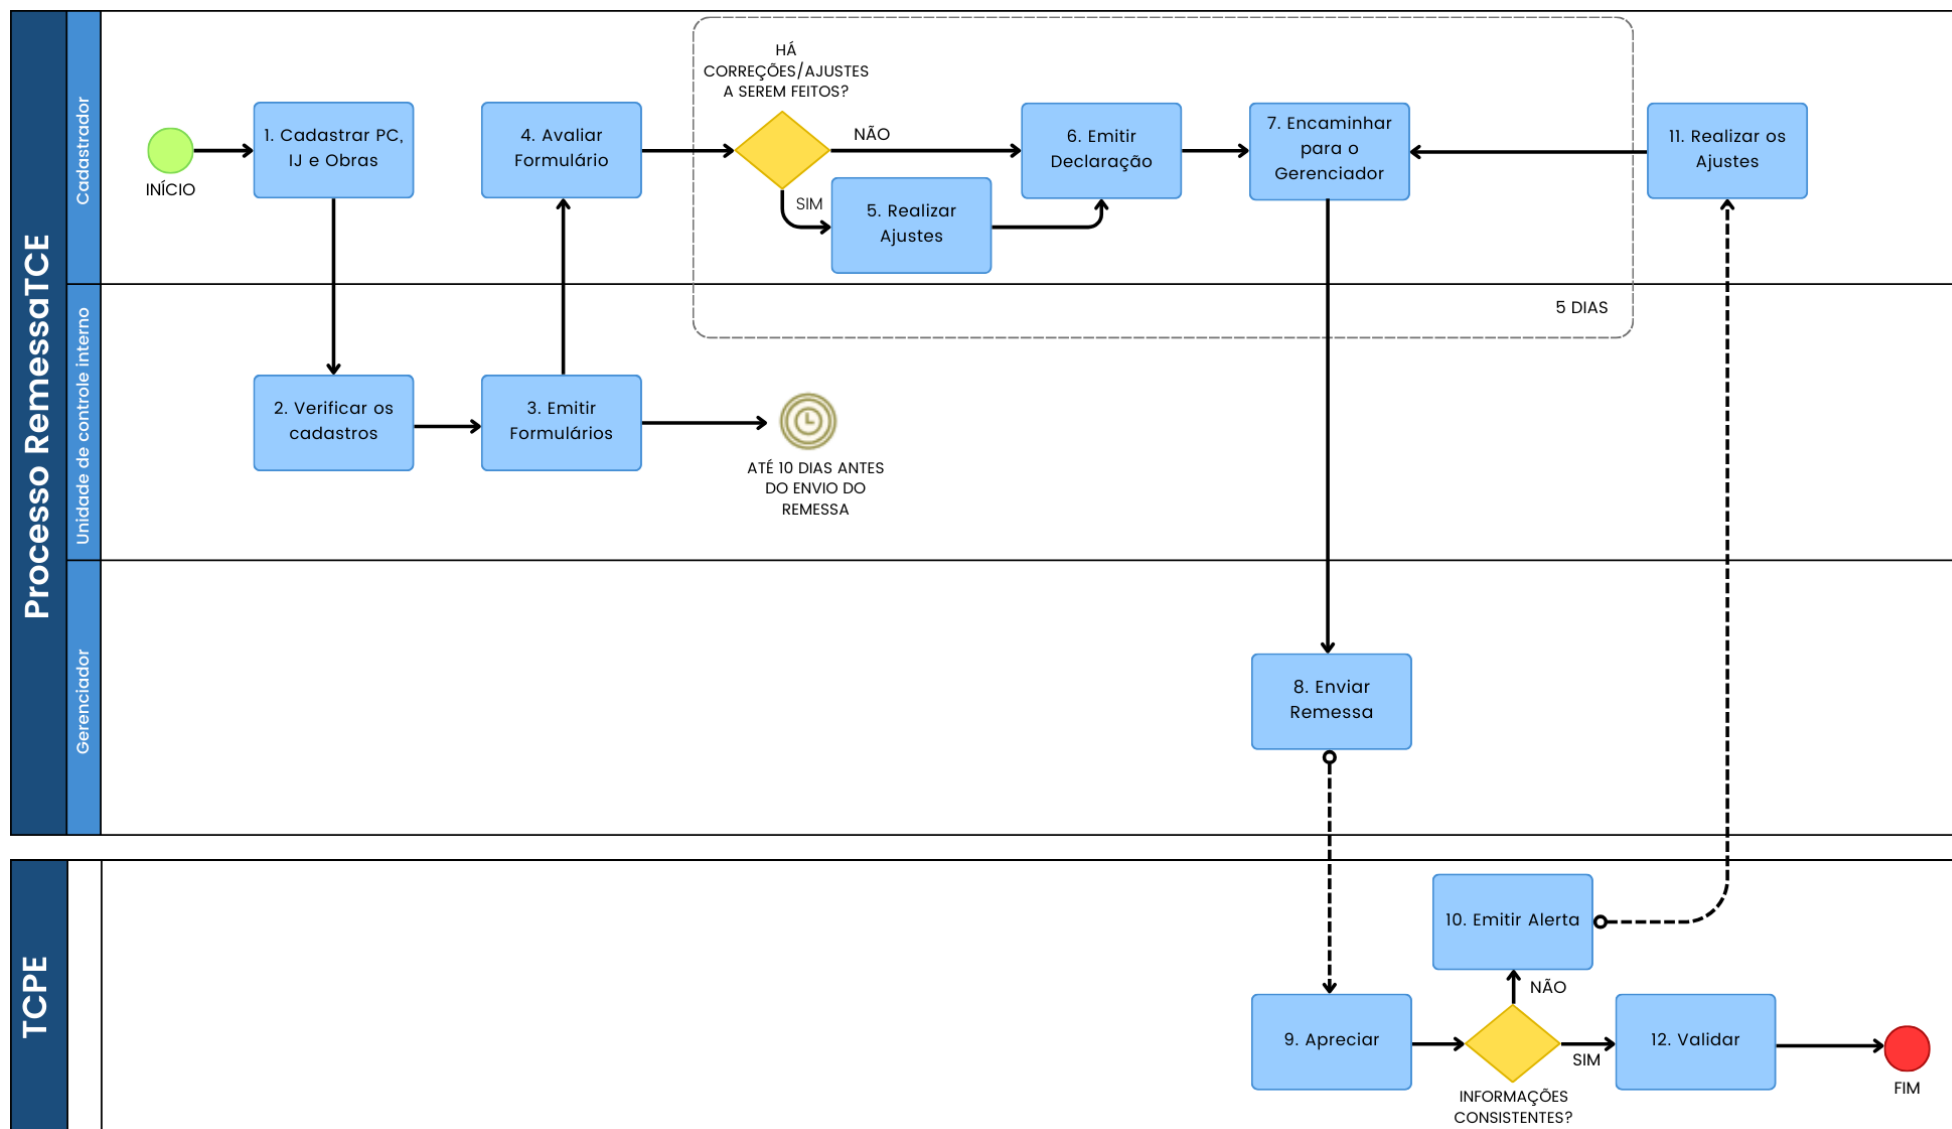 Processo RemessaTCE
Cadastrador
INÍCIO
1. Cadastrar PC,
IJ e Obras
4. Avaliar
Formulário
HÁ
CORREÇÕES/AJUSTES
A SEREM FEITOS?
NÃO
SIM
5. Realizar
Ajustes
6. Emitir
Declaração
7. Encaminhar
para o
Gerenciador
11. Realizar os
Ajustes
5 DIAS
Unidade de controle interno
2. Verificar os
cadastros
3. Emitir
Formulários
ATÉ 10 DIAS ANTES
DO ENVIO DO
REMESSA
Gerenciador
8. Enviar
Remessa
TCPE
9. Apreciar
10. Emitir Alerta
NÃO
SIM
INFORMAÇÕES
CONSISTENTES?
12. Validar
FIM